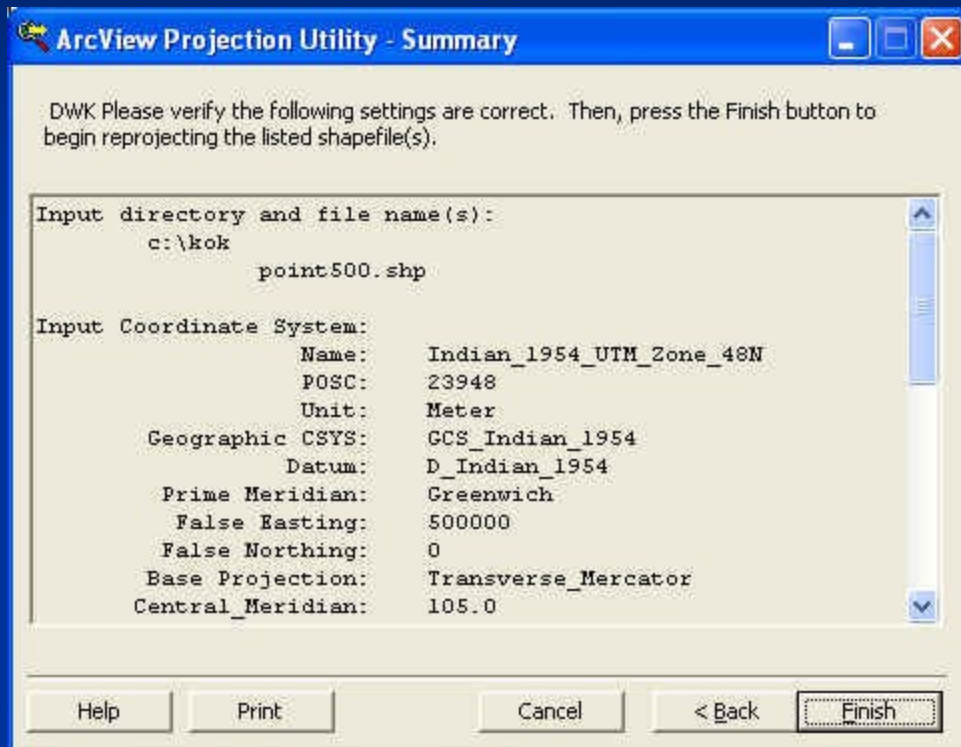 ArcView Projection Utility - Summary
DWK Please verify the following settings are correct. Then, press the Finish button to
begin reprojecting the listed shapefile(s).
Input directory and file name(s):
c:\kok
point500.shp
Input Coordinate System:
Name: Indian_1954_UTM_Zone_48N
POSC: 23948
Unit: Meter
Geographic CSYS: GCS_Indian_1954
Datum: D_Indian_1954
Prime Meridian: Greenwich
False Easting: 500000
False Northing: 0
Base Projection: Transverse_Mercator
Central_Meridian: 105.0
Help Print Cancel < Back Finish